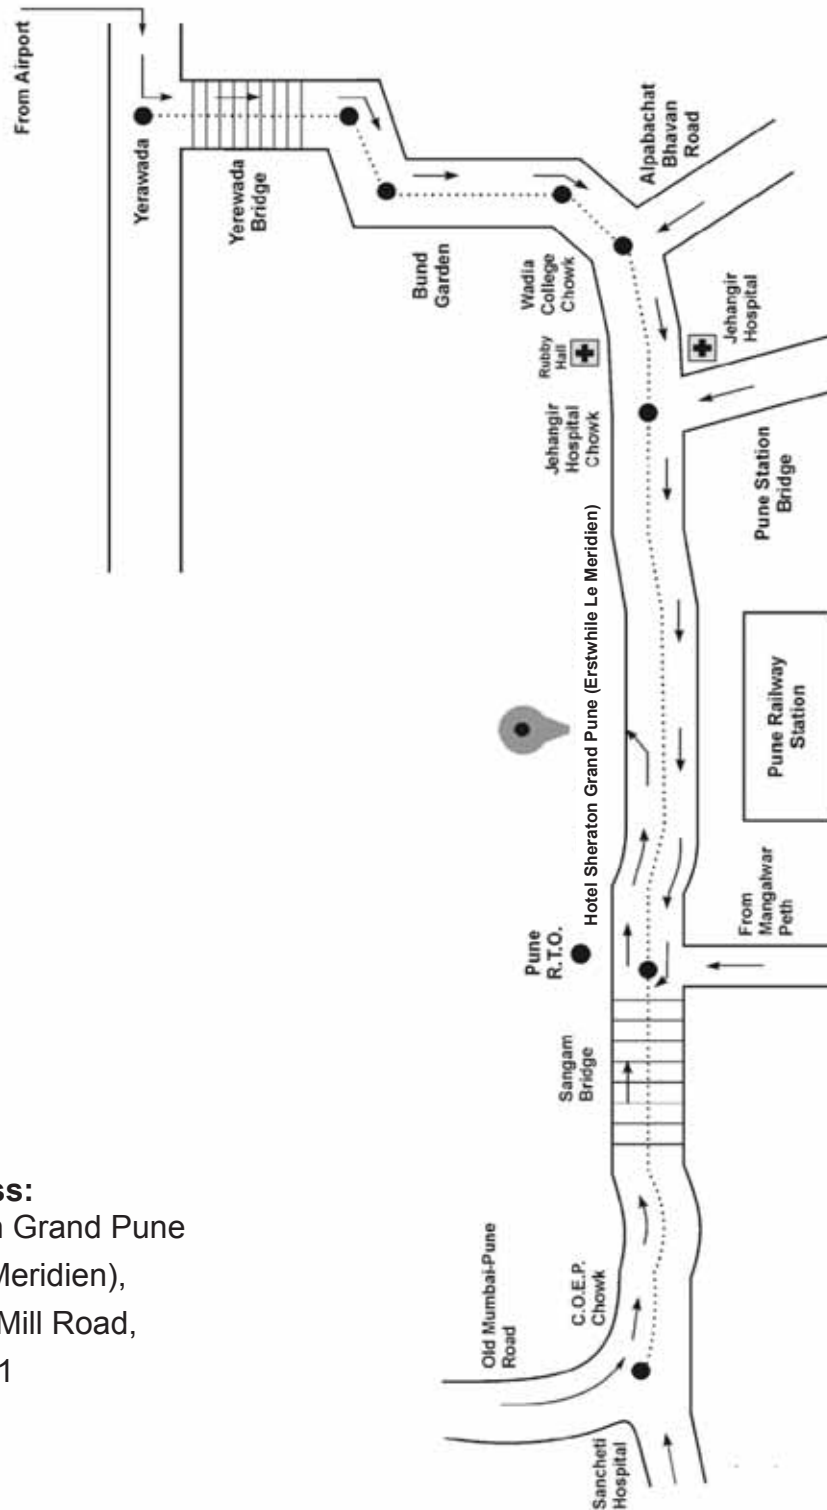 From Airport
Yerawada
Yerewada
Bridge
Bund
Garden
Wadia
College
Chowk
Alpabachat
Bhavan
Road
Rubby
Hall
Jehangir
Hospital
Jehangir
Hospital
Chowk
Pune Station
Bridge
Hotel Sheraton Grand Pune (Erstwhile Le Meridien)
Pune Railway
Station
From
Mangalwar
Peth
Pune
R.T.O.
Sangam
Bridge
C.O.E.P.
Chowk
Old Mumbai-Pune
Road
Sancheti
Hospital
ss:
Grand Pune
Meridien),
Mill Road,
1